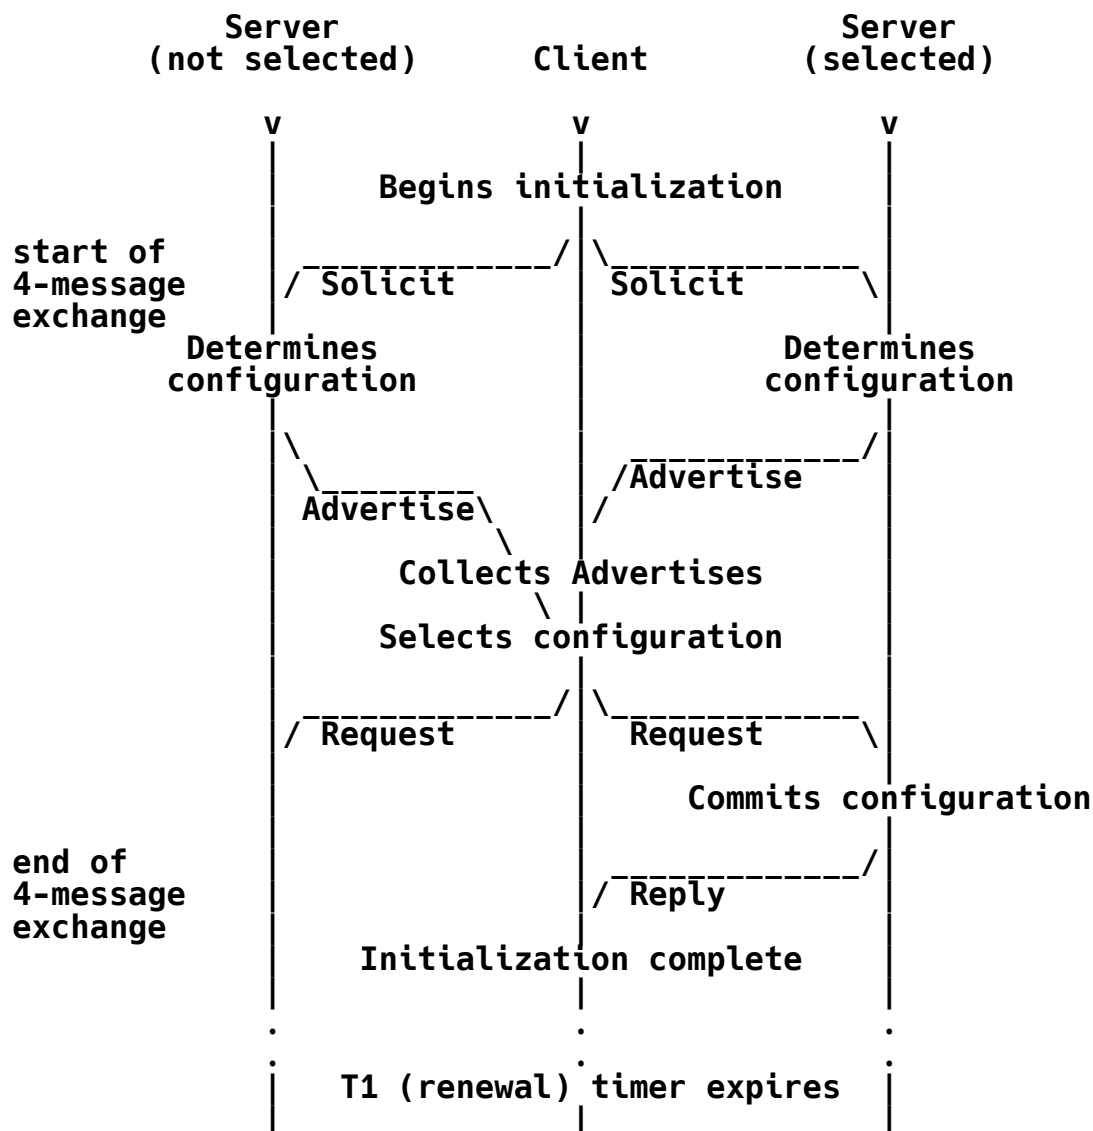 Server Server
(not selected) Client (selected)
v v v
Begins initialization
start of
4-message / Solicit Solicit \
exchange
Determines Determines
configuration configuration
Advertise
Advertise
Collects Advertises
Selects configuration
Request Request
Commits configuration
end of
4-message Reply
exchange
Initialization complete
. . .
. . .
T1 (renewal) timer expires